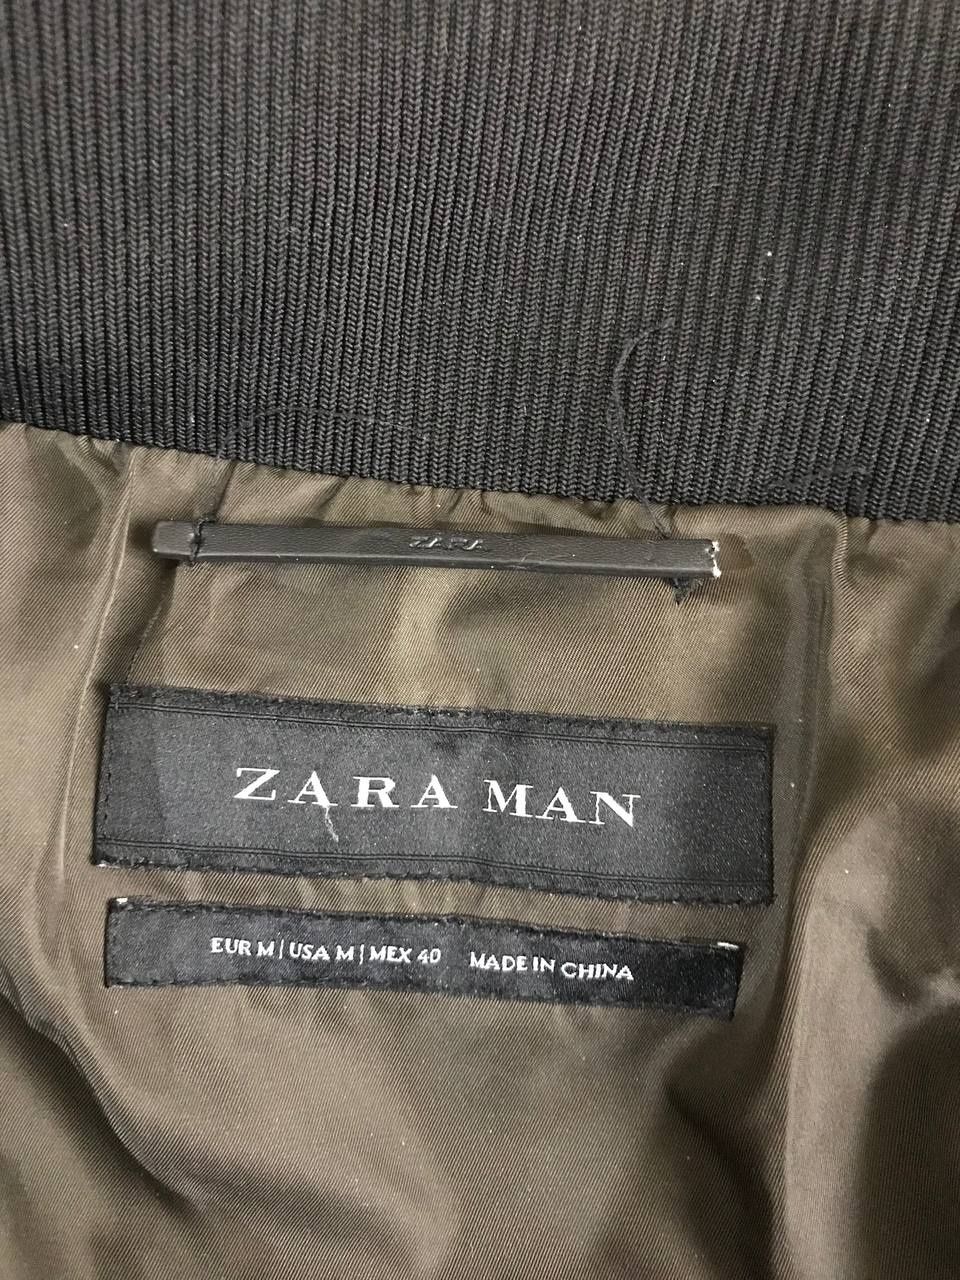 ZARA
ZARA MAN
EUR M | USA M | MEX 40 MADE IN CHINA